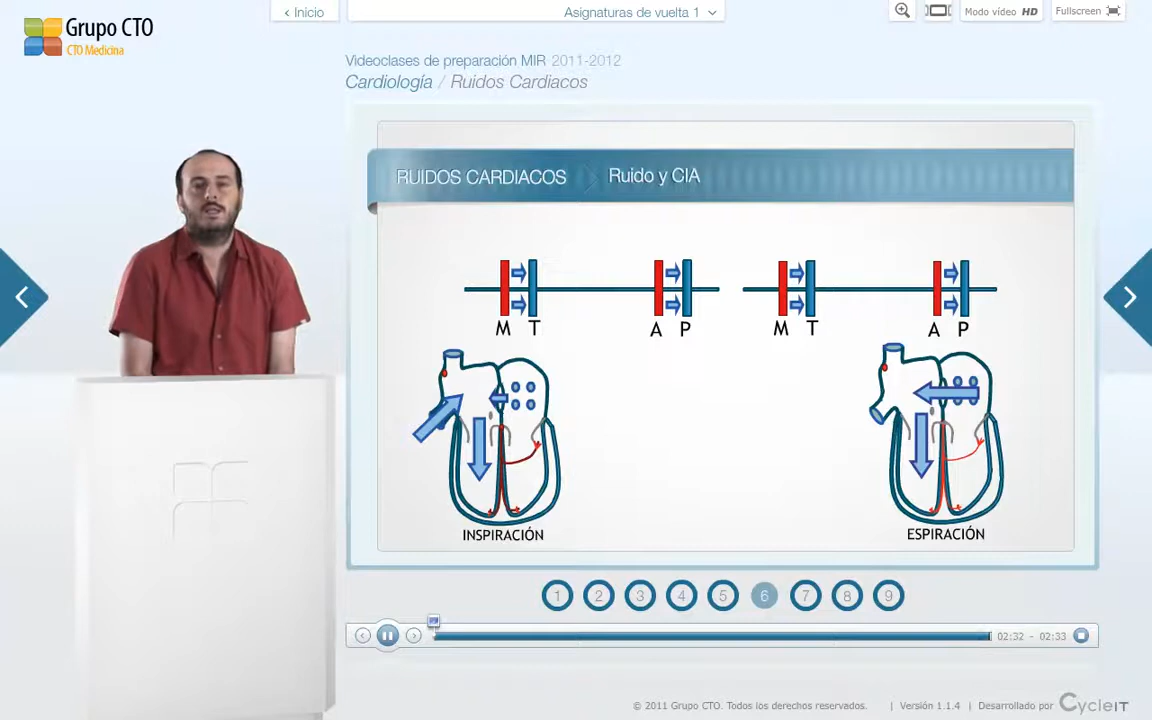 Grupo CTO
CTO Medicina
‹ Inicio
Asignaturas de vuelta 1
Modo vídeo HD
Fullscreen
Videoclases de preparación MIR 2011-2012
Cardiología / Ruidos Cardiacos
RUIDOS CARDIACOS
Ruido y CIA
M T A P M T A P
INSPIRACIÓN
ESPIRACIÓN
1 2 3 4 5 6 7 8 9
02:32 - 02:33
© 2011 Grupo CTO. Todos los derechos reservados. | Versión 1.1.4 | Desarrollado por CycleIT